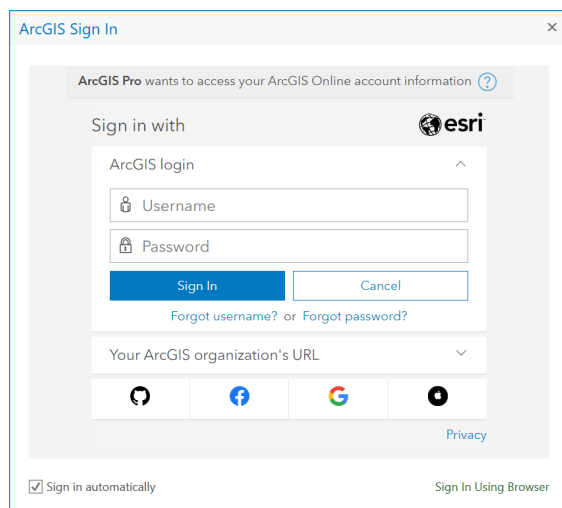 ArcGIS Sign In
ArcGIS Pro wants to access your ArcGIS Online account information ?
Sign in with
esri
ArcGIS login
Username
Password
Sign In Cancel
Forgot username? or Forgot password?
Your ArcGIS organization's URL
Privacy
Sign in automatically Sign In Using Browser